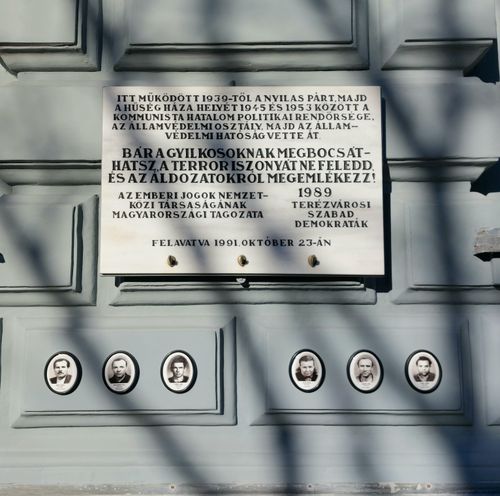 ITT MŰKÖDÖTT 1939-TŐL A NYILAS PÁRT, MAJD
A HŰSÉG HÁZA. HELYÉT 1945 ÉS 1953 KÖZÖTT A
KOMMUNISTA HATALOM POLITIKAI RENDŐRSÉGE,
AZ ÁLLAMVÉDELMI OSZTÁLY, MAJD AZ ÁLLAM-
VÉDELMI HATÓSÁG VETTE ÁT.
BÁR A GYILKOSOKNAK MEGBOCSÁT-
HATSZ, A TERROR ISZONYÁT NE FELEDD,
ÉS AZ ÁLDOZATOKRÓL MEGEMLÉKEZZ!
1989
AZ EMBERI JOGOK NEMZET-
KÖZI TÁRSASÁGÁNAK
MAGYARORSZÁGI TAGOZATA
TERÉZVÁROSI
SZABAD
DEMOKRATÁK
FELAVATVA 1991. OKTÓBER 23-ÁN